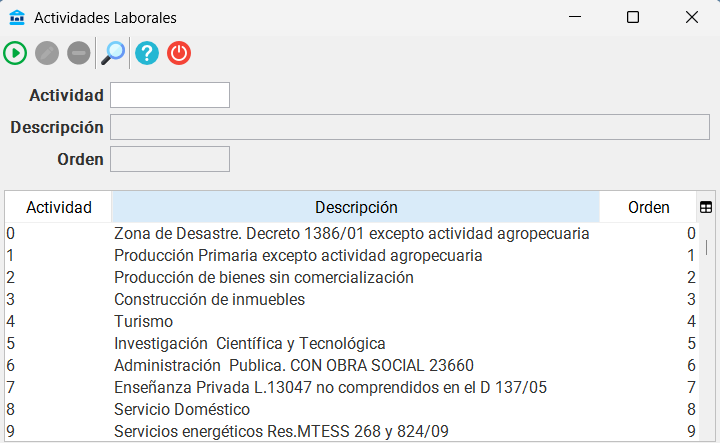 Actividades Laborales
?
Actividad
Descripción
Orden
Actividad Descripción Orden
0 Zona de Desastre. Decreto 1386/01 excepto actividad agropecuaria 0
1 Producción Primaria excepto actividad agropecuaria 1
2 Producción de bienes sin comercialización 2
3 Construcción de inmuebles 3
4 Turismo 4
5 Investigación  Científica y Tecnológica 5
6 Administración  Publica. CON OBRA SOCIAL 23660 6
7 Enseñanza Privada L.13047 no comprendidos en el D 137/05 7
8 Servicio Doméstico 8
9 Servicios energéticos Res.MTESS 268 y 824/09 9